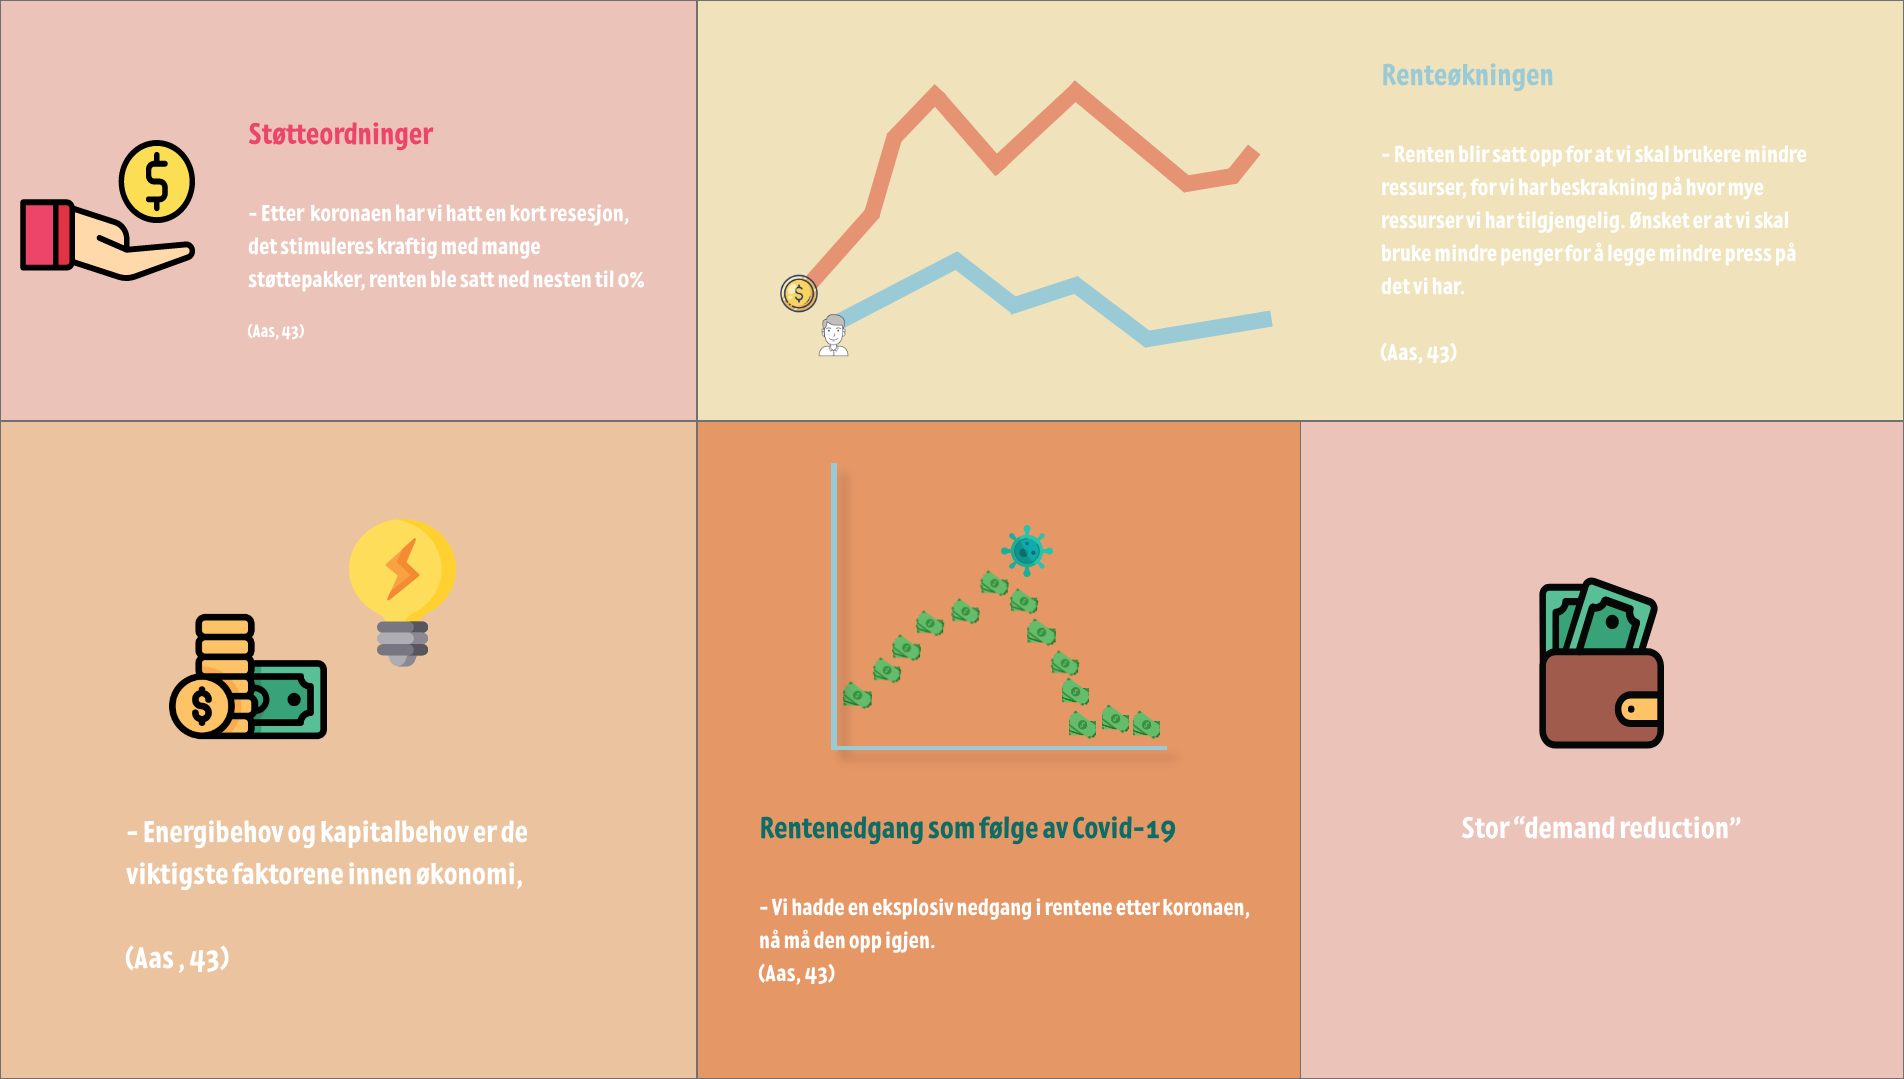 Støtteordninger
- Etter koronaen har vi hatt en kort resesjon,
det stimuleres kraftig med mange
støttepakker, renten ble satt ned nesten til 0%
(Aas, 43)
Renteøkningen
- Renten blir satt opp for at vi skal brukere mindre
ressurser, for vi har beskrakning på hvor mye
ressurser vi har tilgjengelig. Ønsket er at vi skal
bruke mindre penger for å legge mindre press på
det vi har.
(Aas, 43)
- Energibehov og kapitalbehov er de
viktigste faktorene innen økonomi,
(Aas , 43)
Rentenedgang som følge av Covid-19
- Vi hadde en eksplosiv nedgang i rentene etter koronaen,
nå må den opp igjen.
(Aas, 43)
Stor “demand reduction”